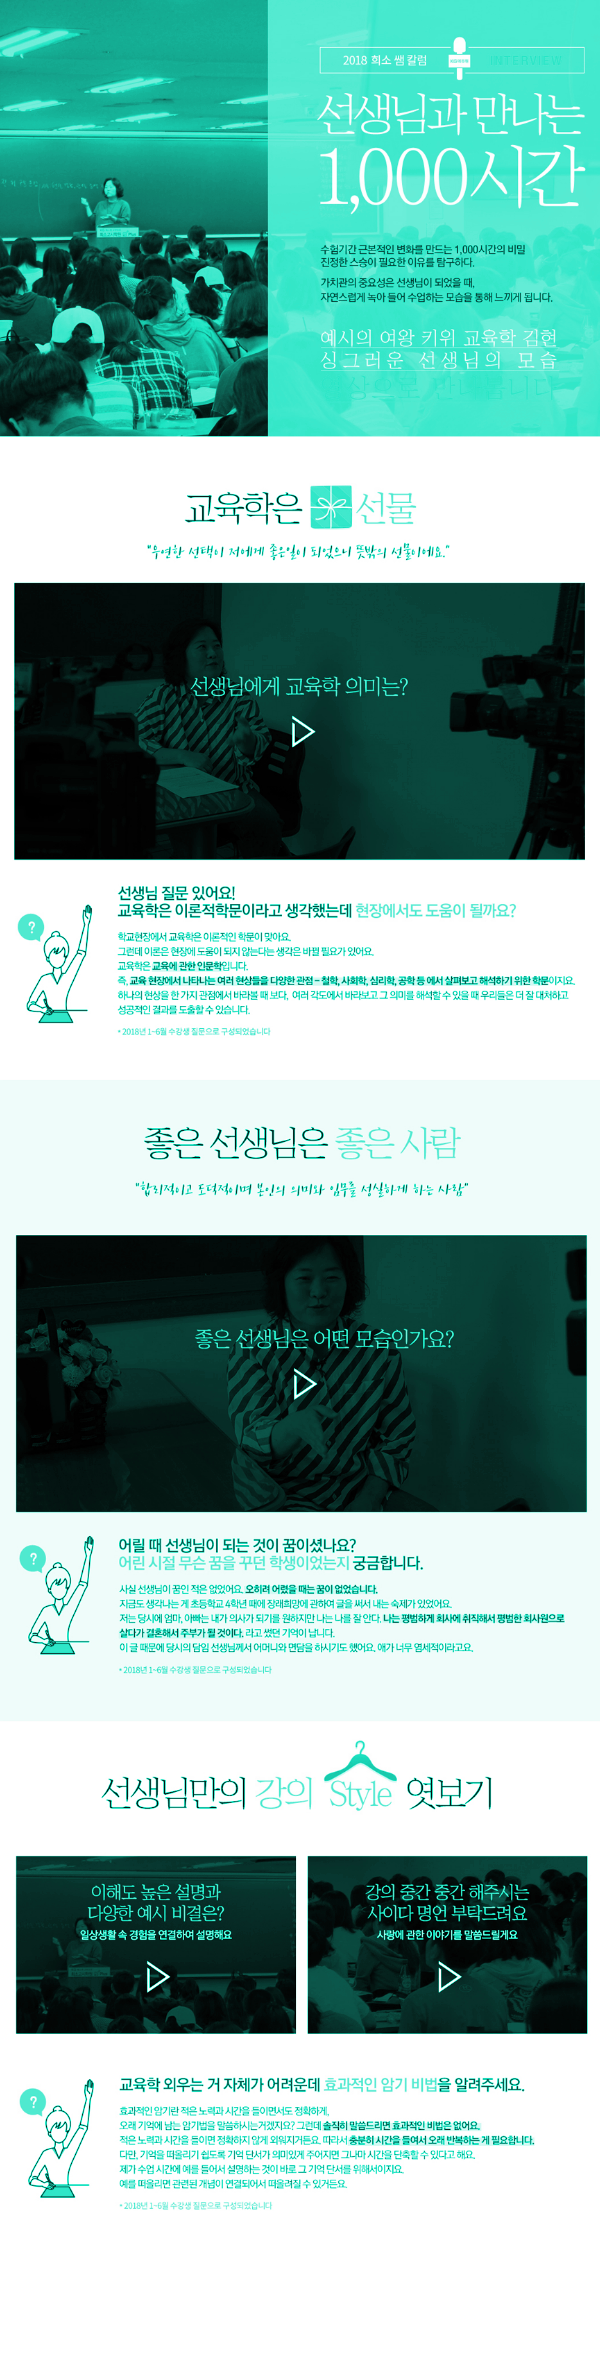 2018 희소 쌤 칼럼
INTERVIEW
선생님과 만나는
1,000시간
수험기간 근본적인 변화를 만드는 1,000시간의 비밀
진정한 스승이 필요한 이유를 탐구하다.
가치관의 중요성은 선생님이 되었을 때,
자연스럽게 녹아 들어 수업하는 모습을 통해 느끼게 됩니다.
예시의 여왕 키위 교육학 김현
싱그러운 선생님의 모습
영상으로 만나봅니다
교육학은 선물
"우연한 선택이 저에게 좋은일이 되었으니 뜻밖의 선물이에요."
선생님에게 교육학 의미는?
?
선생님 질문 있어요!
교육학은 이론적학문이라고 생각했는데 현장에서도 도움이 될까요?
학교현장에서 교육학은 이론적인 학문이 맞아요.
그런데 이론은 현장에 도움이 되지 않는다는 생각은 바뀔 필요가 있어요.
교육학은 교육에 관한 인문학입니다.
즉, 교육 현장에서 나타나는 여러 현상들을 다양한 관점 – 철학, 사회학, 심리학, 공학 등 에서 살펴보고 해석하기 위한 학문이지요.
하나의 현상을 한 가지 관점에서 바라볼 때 보다, 여러 각도에서 바라보고 그 의미를 해석할 수 있을 때 우리들은 더 잘 대처하고
성공적인 결과를 도출할 수 있습니다.
* 2018년 1~6월 수강생 질문으로 구성되었습니다
좋은 선생님은 좋은 사람
"합리적이고 도덕적이며 본인의 의미와 임무를 성실하게 하는 사람"
좋은 선생님은 어떤 모습인가요?
?
어릴 때 선생님이 되는 것이 꿈이셨나요?
어린 시절 무슨 꿈을 꾸던 학생이었는지 궁금합니다.
사실 선생님이 꿈인 적은 없었어요. 오히려 어렸을 때는 꿈이 없었습니다.
지금도 생각나는 게 초등학교 4학년 때에 장래희망에 관하여 글을 써서 내는 숙제가 있었어요.
저는 당시에 엄마, 아빠는 내가 의사가 되기를 원하지만 나는 나를 잘 안다. 나는 평범하게 회사에 취직해서 평범한 회사원으로
살다가 결혼해서 주부가 될 것이다. 라고 썼던 기억이 납니다.
이 글 때문에 당시의 담임 선생님께서 어머니와 면담을 하시기도 했어요. 애가 너무 염세적이라고요.
* 2018년 1~6월 수강생 질문으로 구성되었습니다
선생님만의 강의 Style 엿보기
이해도 높은 설명과
다양한 예시 비결은?
일상생활 속 경험을 연결하여 설명해요
강의 중간 중간 해주시는
사이다 명언 부탁드려요
사랑에 관한 이야기를 말씀드릴게요
?
교육학 외우는 거 자체가 어려운데 효과적인 암기 비법을 알려주세요.
효과적인 암기란 적은 노력과 시간을 들이면서도 정확하게,
오래 기억에 남는 암기법을 말씀하시는거겠지요? 그런데 솔직히 말씀드리면 효과적인 비법은 없어요.
적은 노력과 시간을 들이면 정확하지 않게 외워지거든요. 따라서 충분히 시간을 들여서 오래 반복하는 게 필요합니다.
다만, 기억을 떠올리기 쉽도록 기억 단서가 의미있게 주어지면 그나마 시간을 단축할 수 있다고 해요.
제가 수업 시간에 예를 들어서 설명하는 것이 바로 그 기억 단서를 위해서이지요.
예를 떠올리면 관련된 개념이 연결되어서 떠올려질 수 있거든요.
* 2018년 1~6월 수강생 질문으로 구성되었습니다